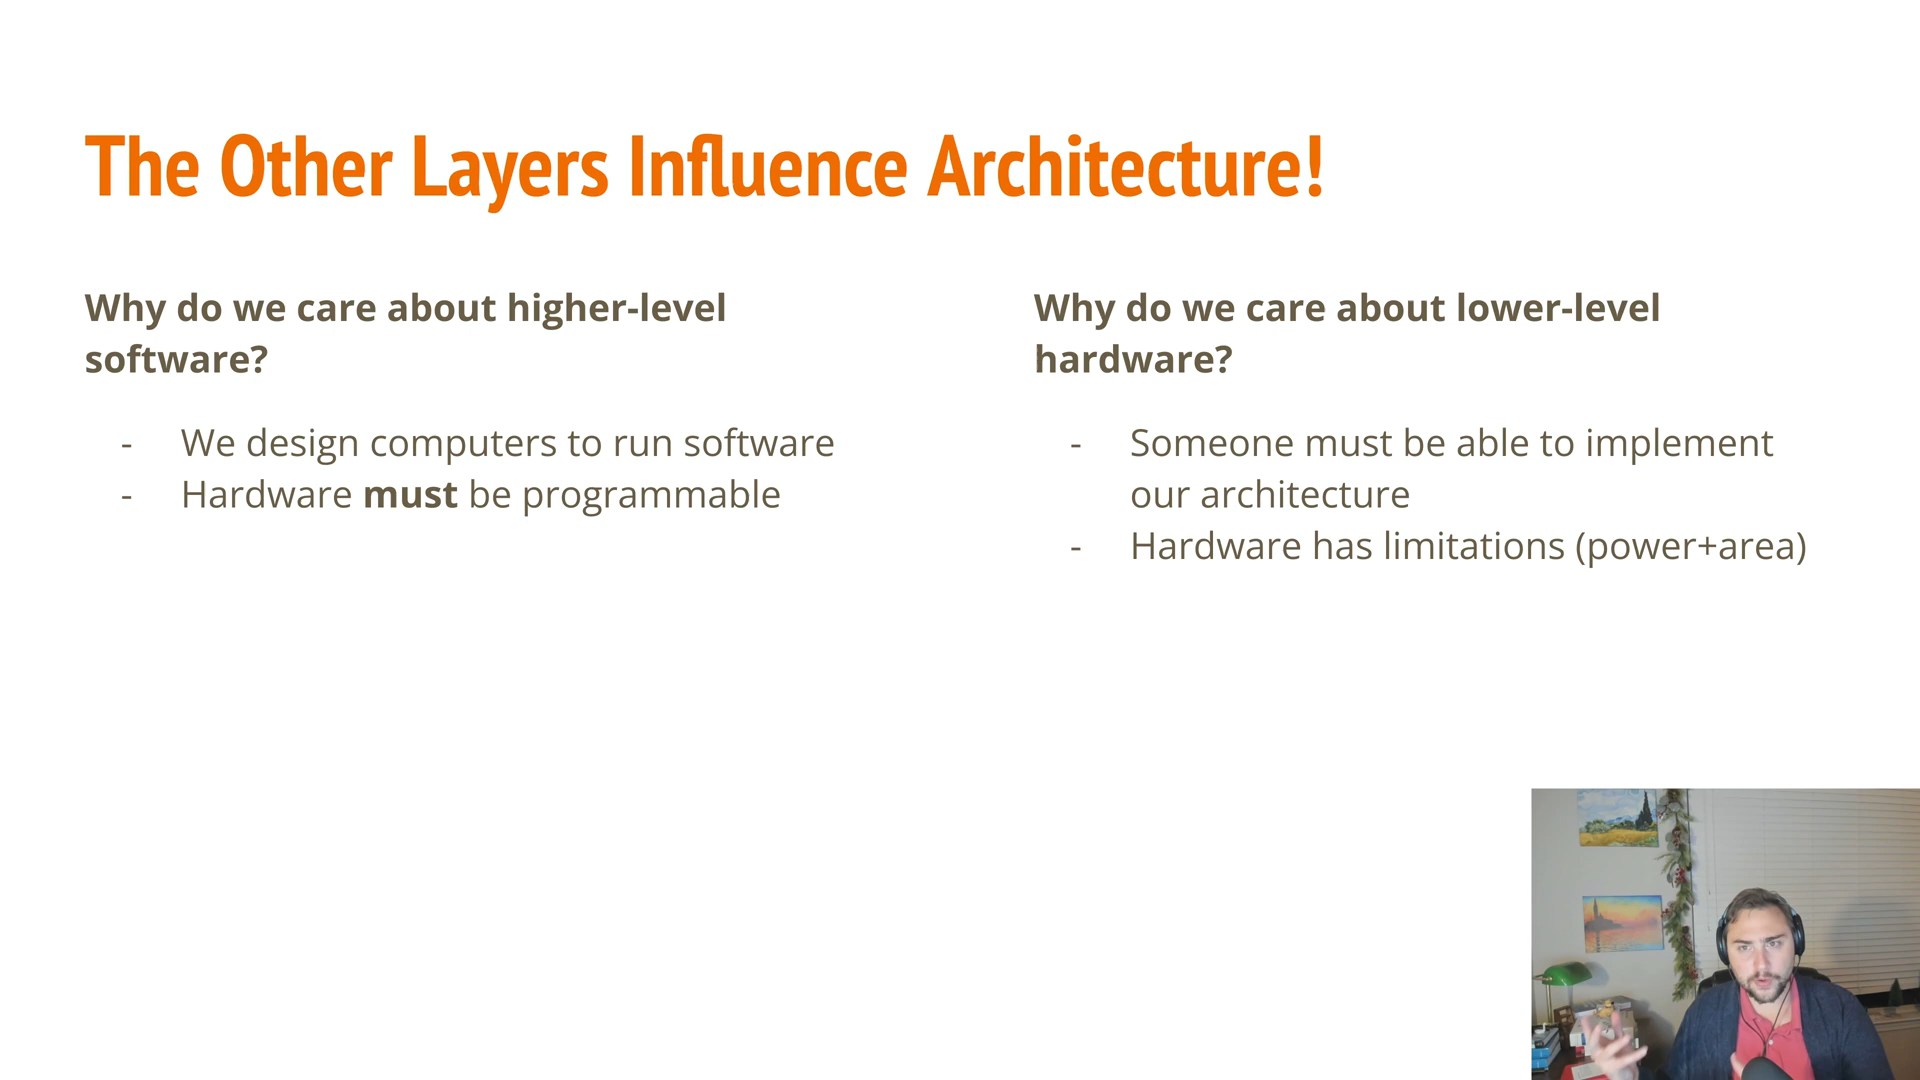 The Other Layers Influence Architecture!
Why do we care about higher-level
software?
- We design computers to run software
- Hardware must be programmable
Why do we care about lower-level
hardware?
- Someone must be able to implement
our architecture
- Hardware has limitations (power+area)